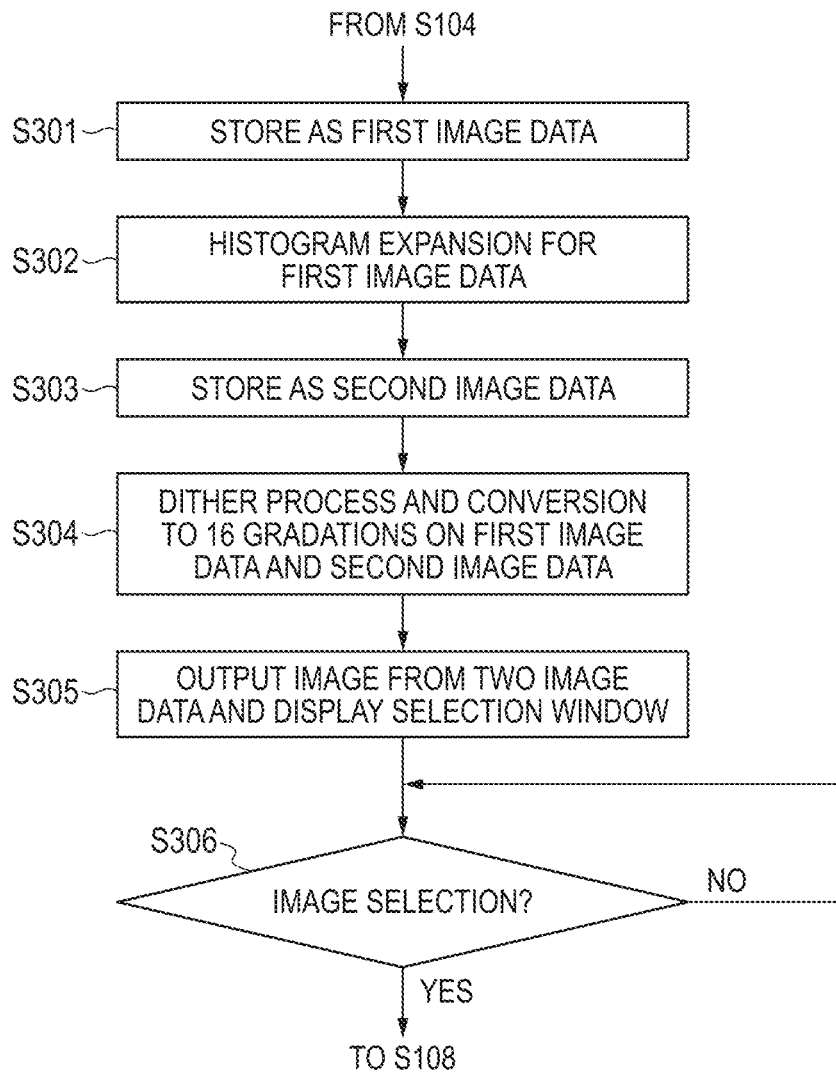 FROM S104
S301
STORE AS FIRST IMAGE DATA
S302
HISTOGRAM EXPANSION FOR
FIRST IMAGE DATA
S303
STORE AS SECOND IMAGE DATA
S304
DITHER PROCESS AND CONVERSION
TO 16 GRADATIONS ON FIRST IMAGE
DATA AND SECOND IMAGE DATA
S305
OUTPUT IMAGE FROM TWO IMAGE
DATA AND DISPLAY SELECTION WINDOW
S306
IMAGE SELECTION?
NO
YES
TO S108